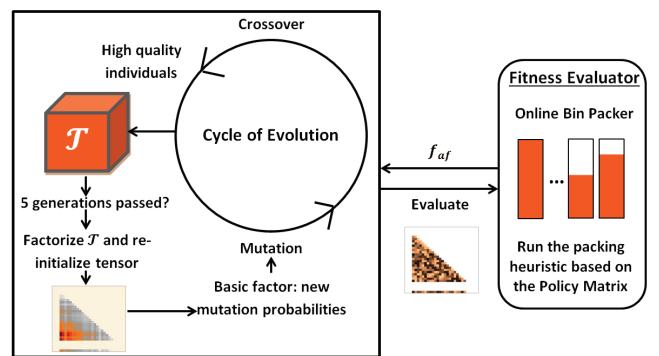 Crossover
High quality
individuals
𝒯
Cycle of Evolution
5 generations passed?
Factorize 𝒯 and re-
initialize tensor
Mutation
Basic factor: new
mutation probabilities
f_af
Evaluate
Fitness Evaluator
Online Bin Packer
...
Run the packing
heuristic based on
the Policy Matrix